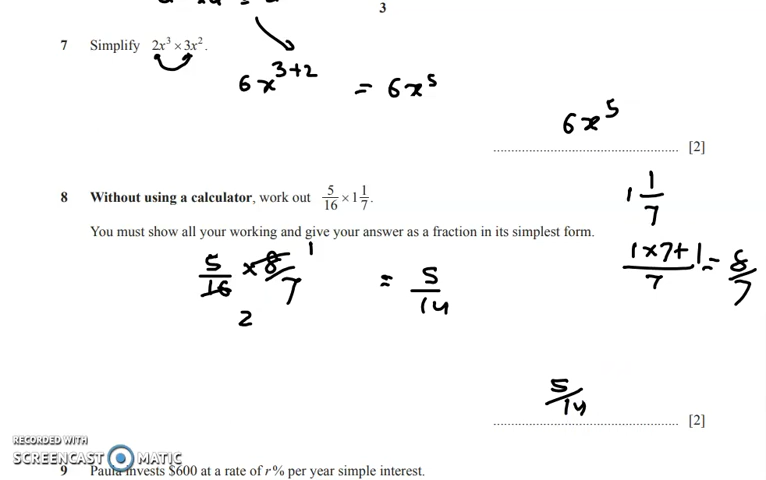 3
7 Simplify 2x³ × 3x².
6x³⁺² = 6x⁵
6x⁵
[2]
1 1/7
8 Without using a calculator, work out 5/16 × 1 1/7.
You must show all your working and give your answer as a fraction in its simplest form.
(1×7+1)/7 = 8/7
5/16 × 8/7 = 5/14
1
2
5/14
[2]
RECORDED WITH
SCREENCAST MATIC
9 Paula invests $600 at a rate of r% per year simple interest.